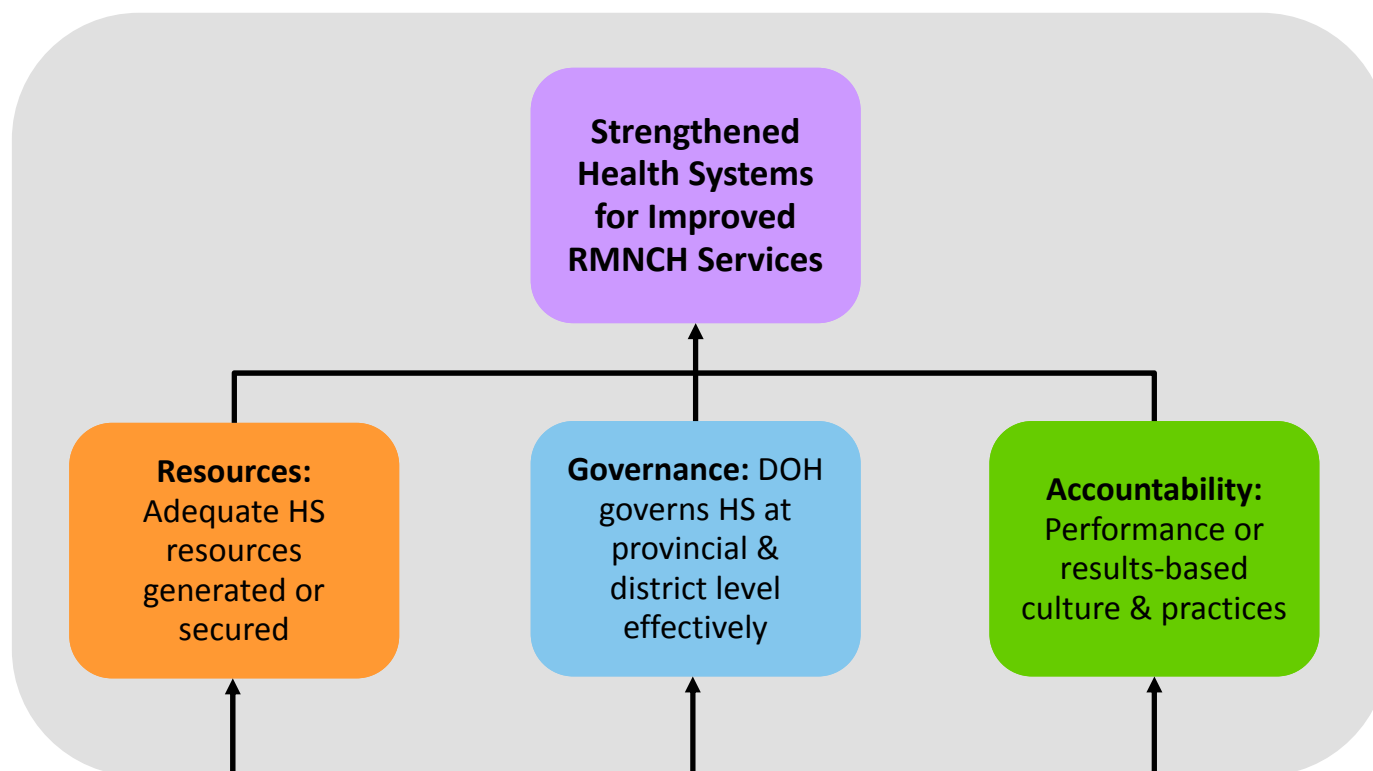 Strengthened
Health Systems
for Improved
RMNCH Services
Resources:
Adequate HS
resources
generated or
secured
Governance: DOH
governs HS at
provincial &
district level
effectively
Accountability:
Performance or
results-based
culture & practices